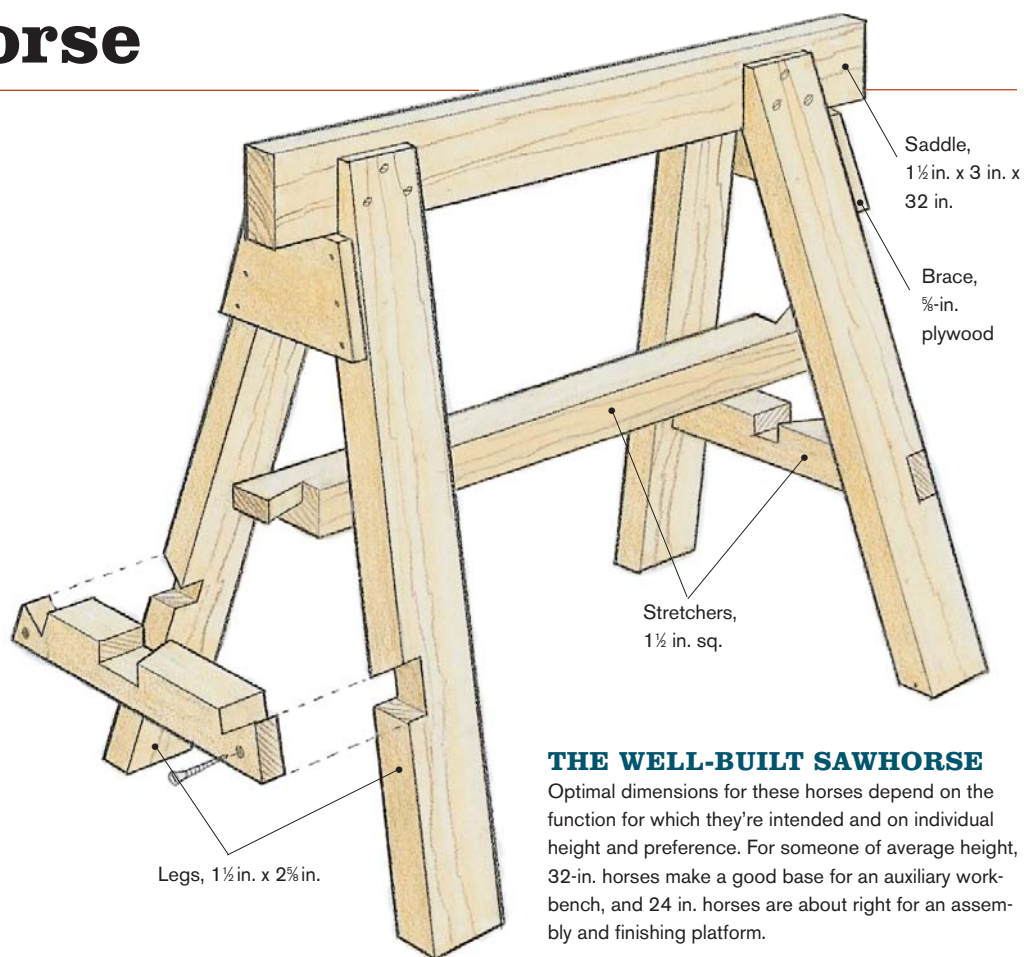 orse
Saddle,
1½ in. x 3 in. x
32 in.
Brace,
⅝-in.
plywood
Stretchers,
1½ in. sq.
Legs, 1½ in. x 2⅝ in.
THE WELL-BUILT SAWHORSE
Optimal dimensions for these horses depend on the
function for which they're intended and on individual
height and preference. For someone of average height,
32-in. horses make a good base for an auxiliary work-
bench, and 24 in. horses are about right for an assem-
bly and finishing platform.